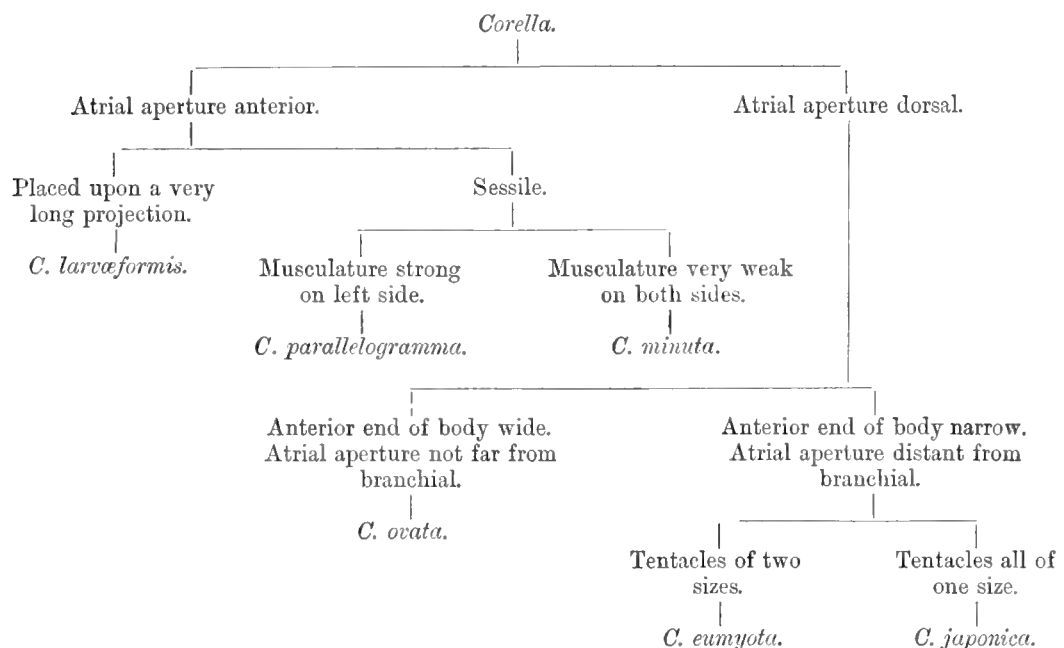 Corella.
Atrial aperture anterior.
Atrial aperture dorsal.
Placed upon a very
long projection.
Sessile.
C. larvæformis.
Musculature strong
on left side.
Musculature very weak
on both sides.
C. parallelogramma.
C. minuta.
Anterior end of body wide.
Atrial aperture not far from
branchial.
Anterior end of body narrow.
Atrial aperture distant from
branchial.
C. ovata.
Tentacles of two
sizes.
Tentacles all of
one size.
C. eumyota.
C. japonica.